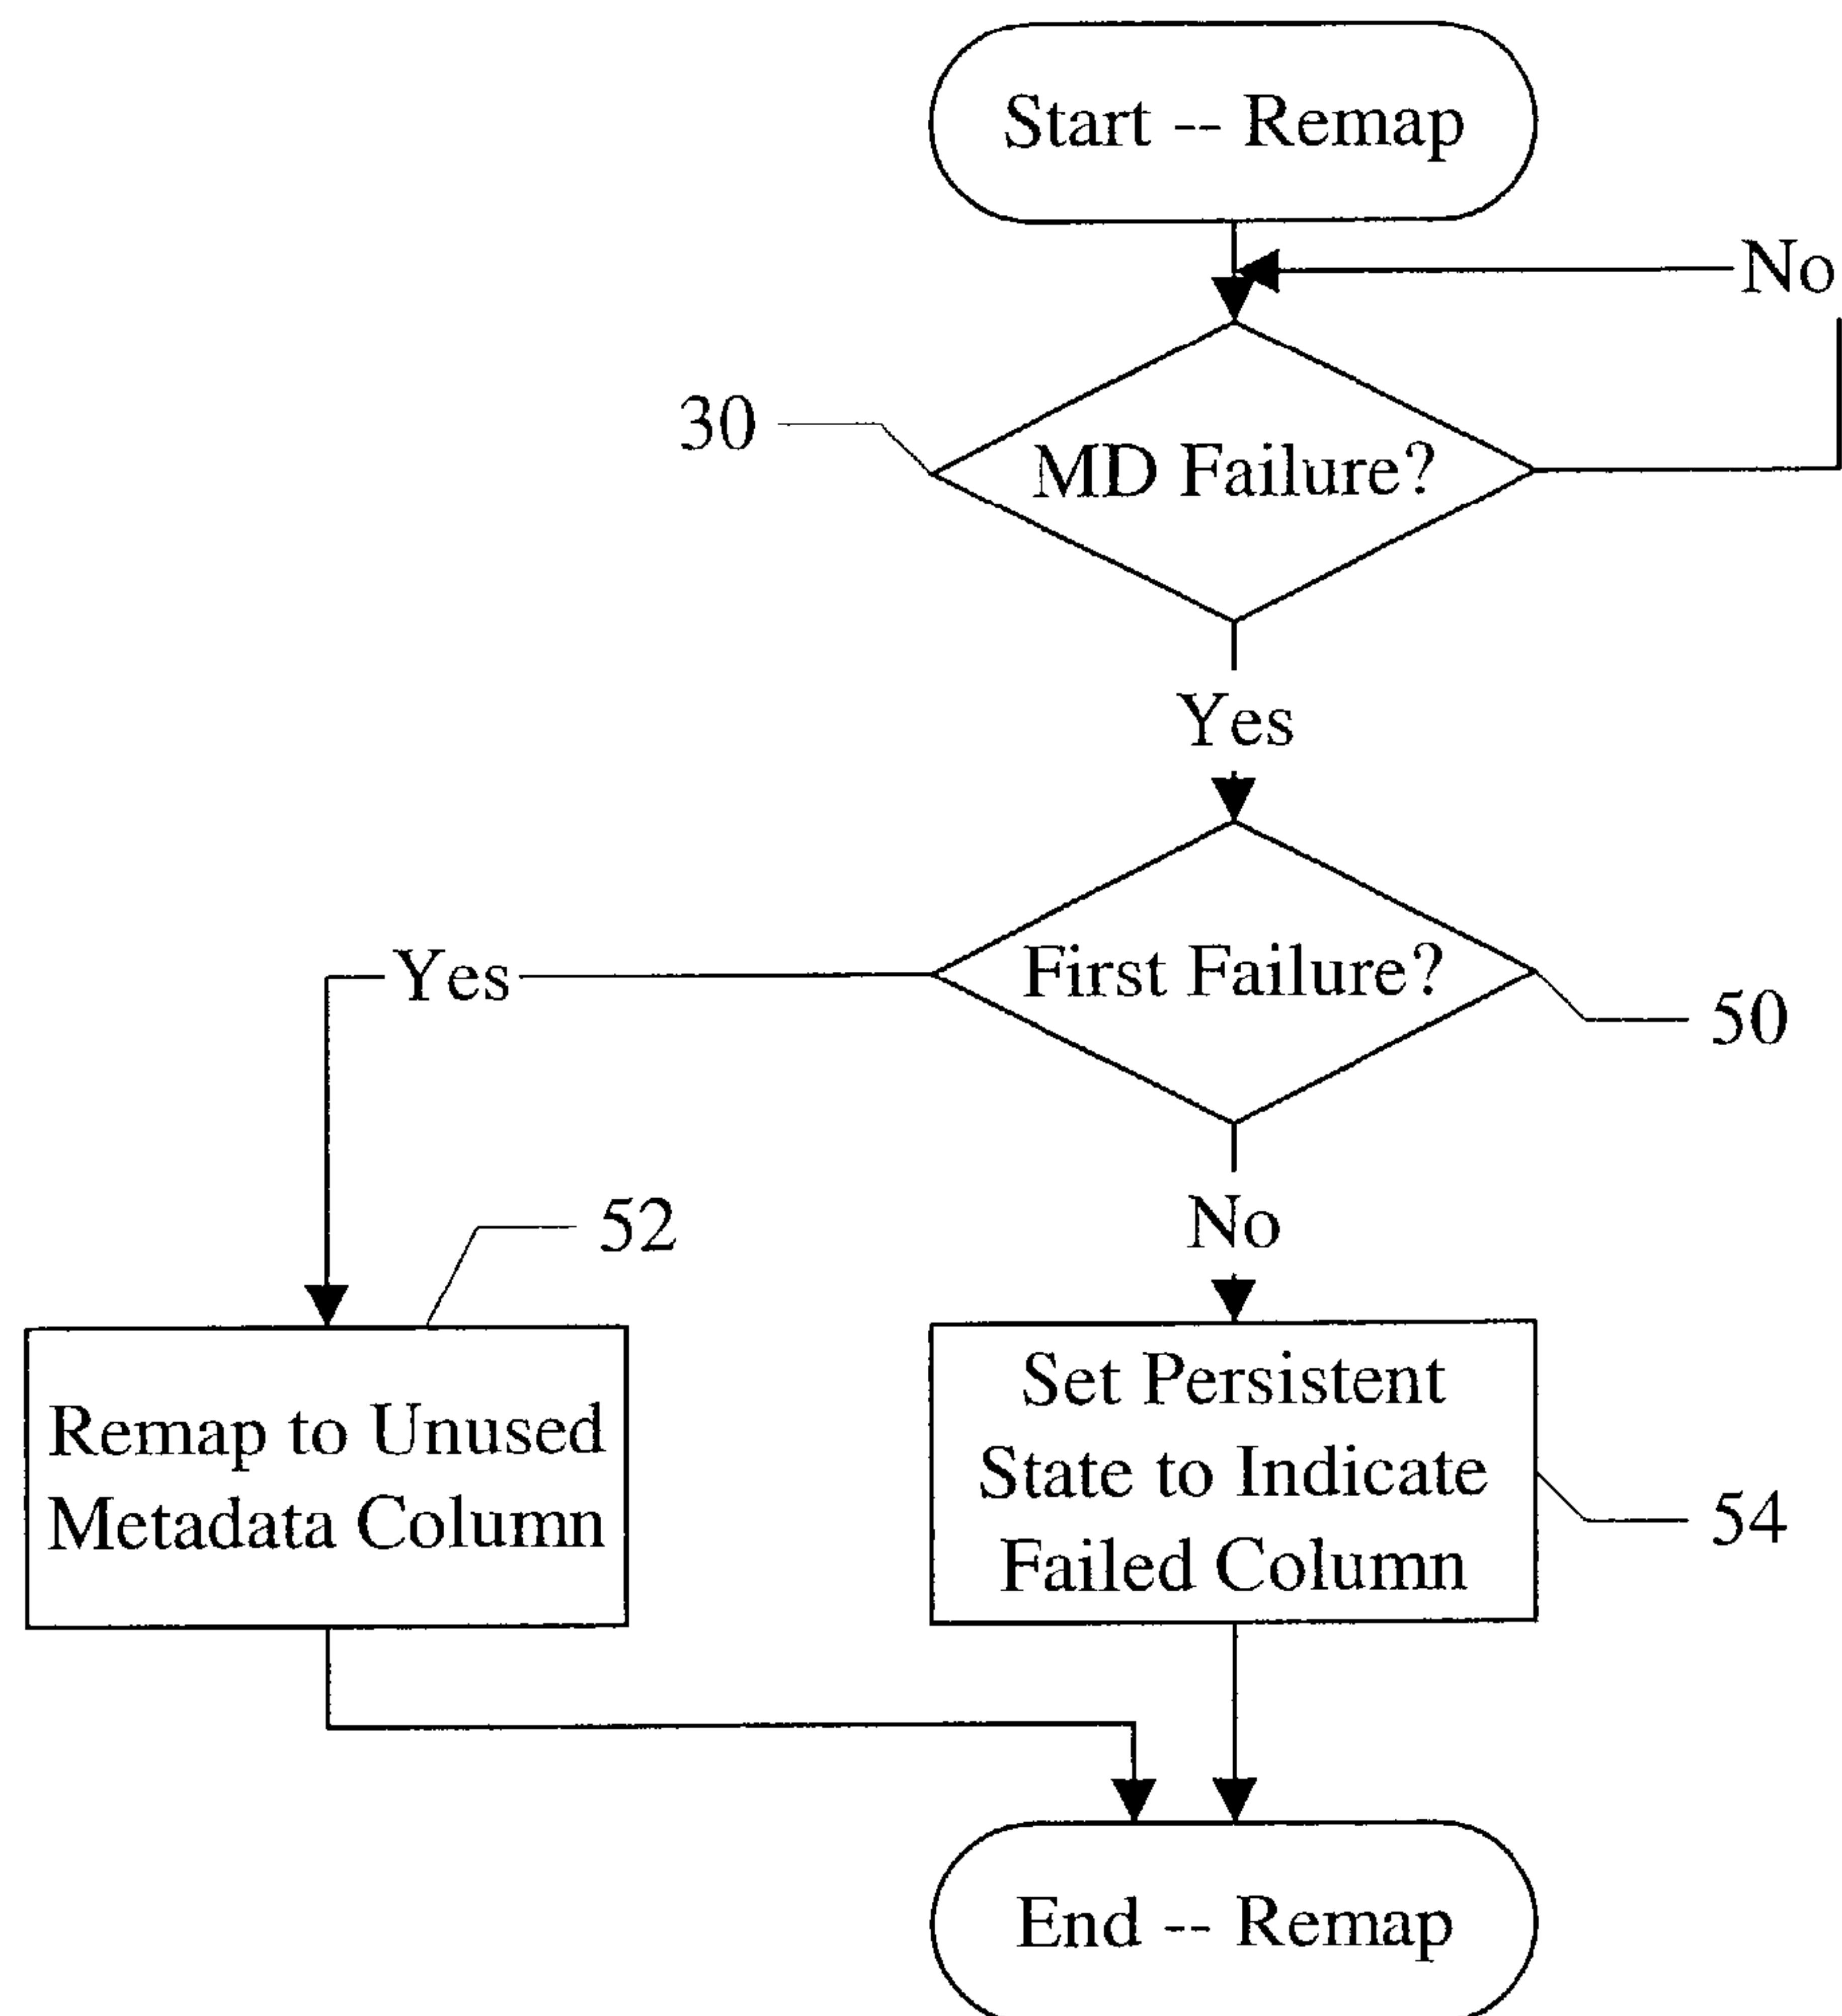 Start -- Remap
No
30
MD Failure?
Yes
First Failure?
Yes
50
No
52
Remap to Unused
Metadata Column
Set Persistent
State to Indicate
Failed Column
54
End -- Remap